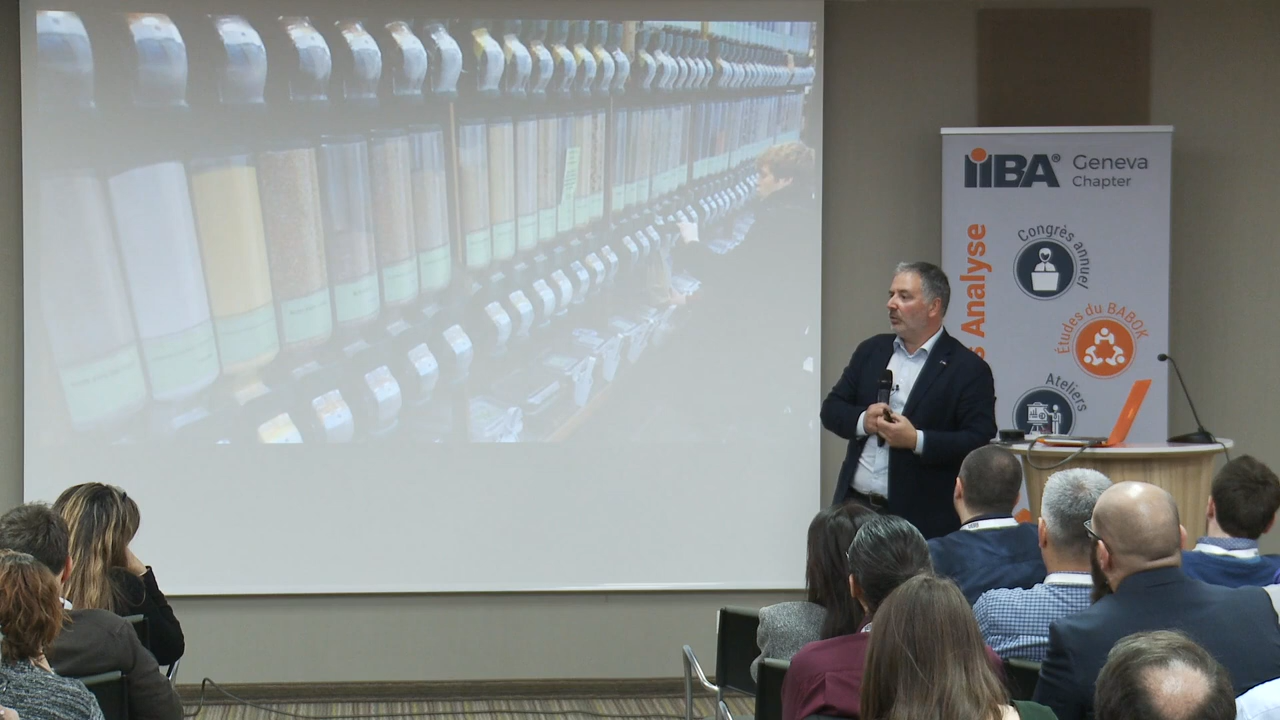 IIBA® Geneva
Chapter
s Analyse
Congrès annuel
Études du BABOK
Ateliers